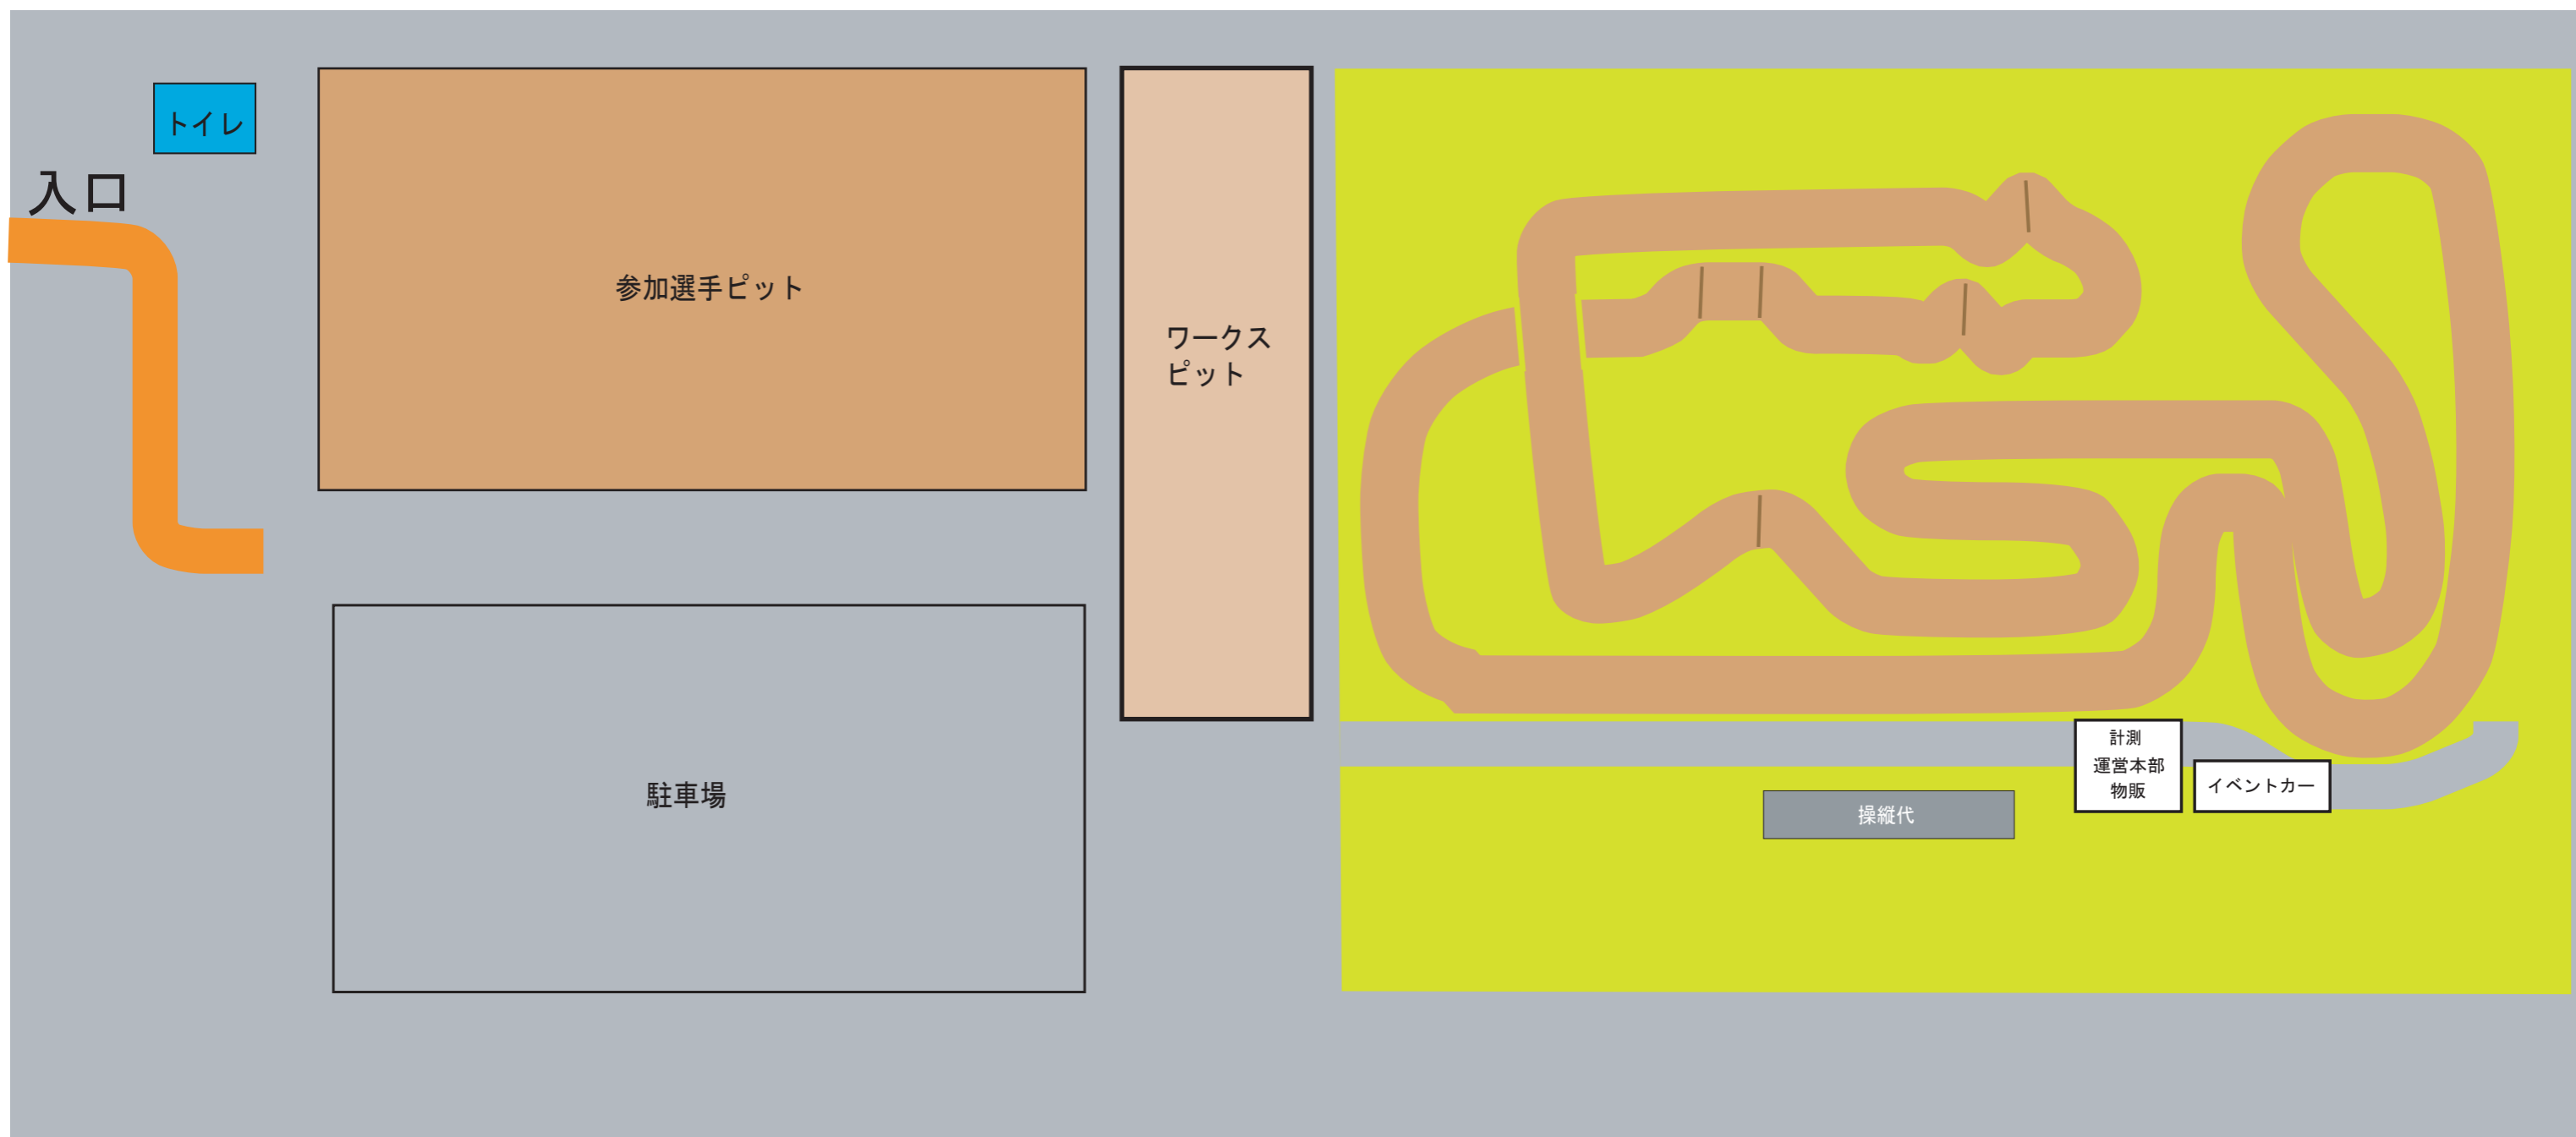 トイレ
入口
参加選手ピット
ワークス
ピット
駐車場
計測
運営本部
物販
イベントカー
操縦代